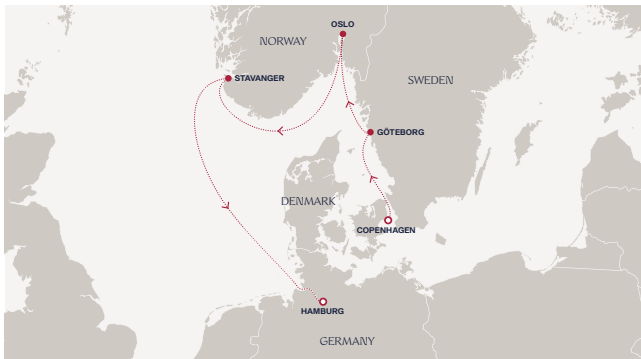 OSLO
NORWAY
STAVANGER
SWEDEN
GÖTEBORG
DENMARK
COPENHAGEN
HAMBURG
GERMANY